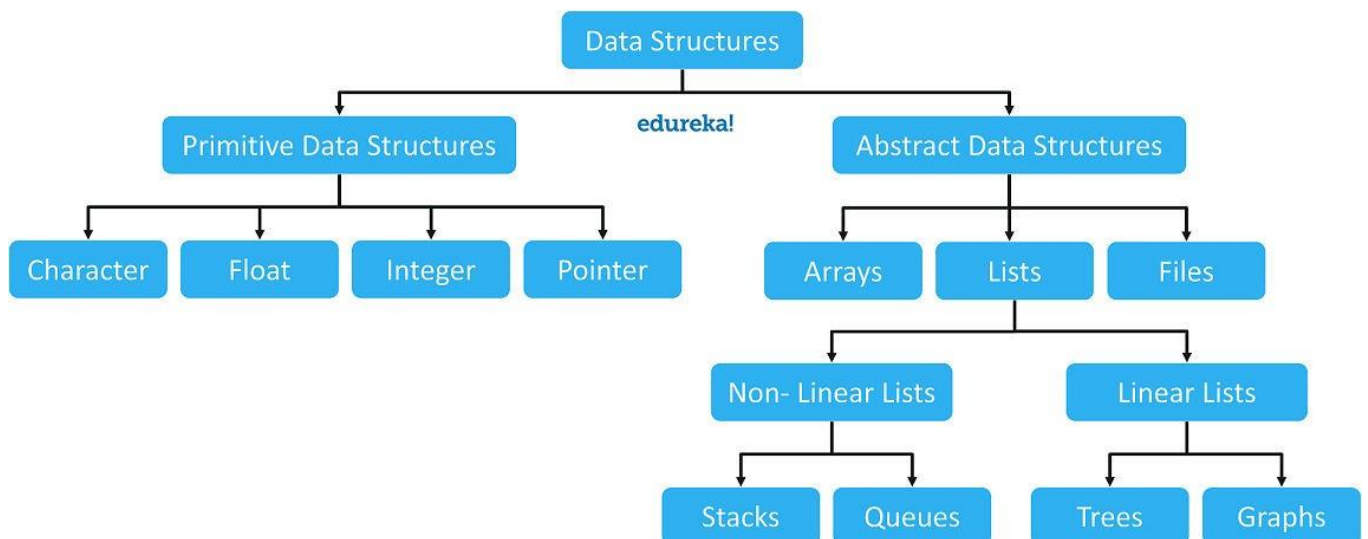 Data Structures
edureka!
Primitive Data Structures
Abstract Data Structures
Character
Float
Integer
Pointer
Arrays
Lists
Files
Non- Linear Lists
Linear Lists
Stacks
Queues
Trees
Graphs